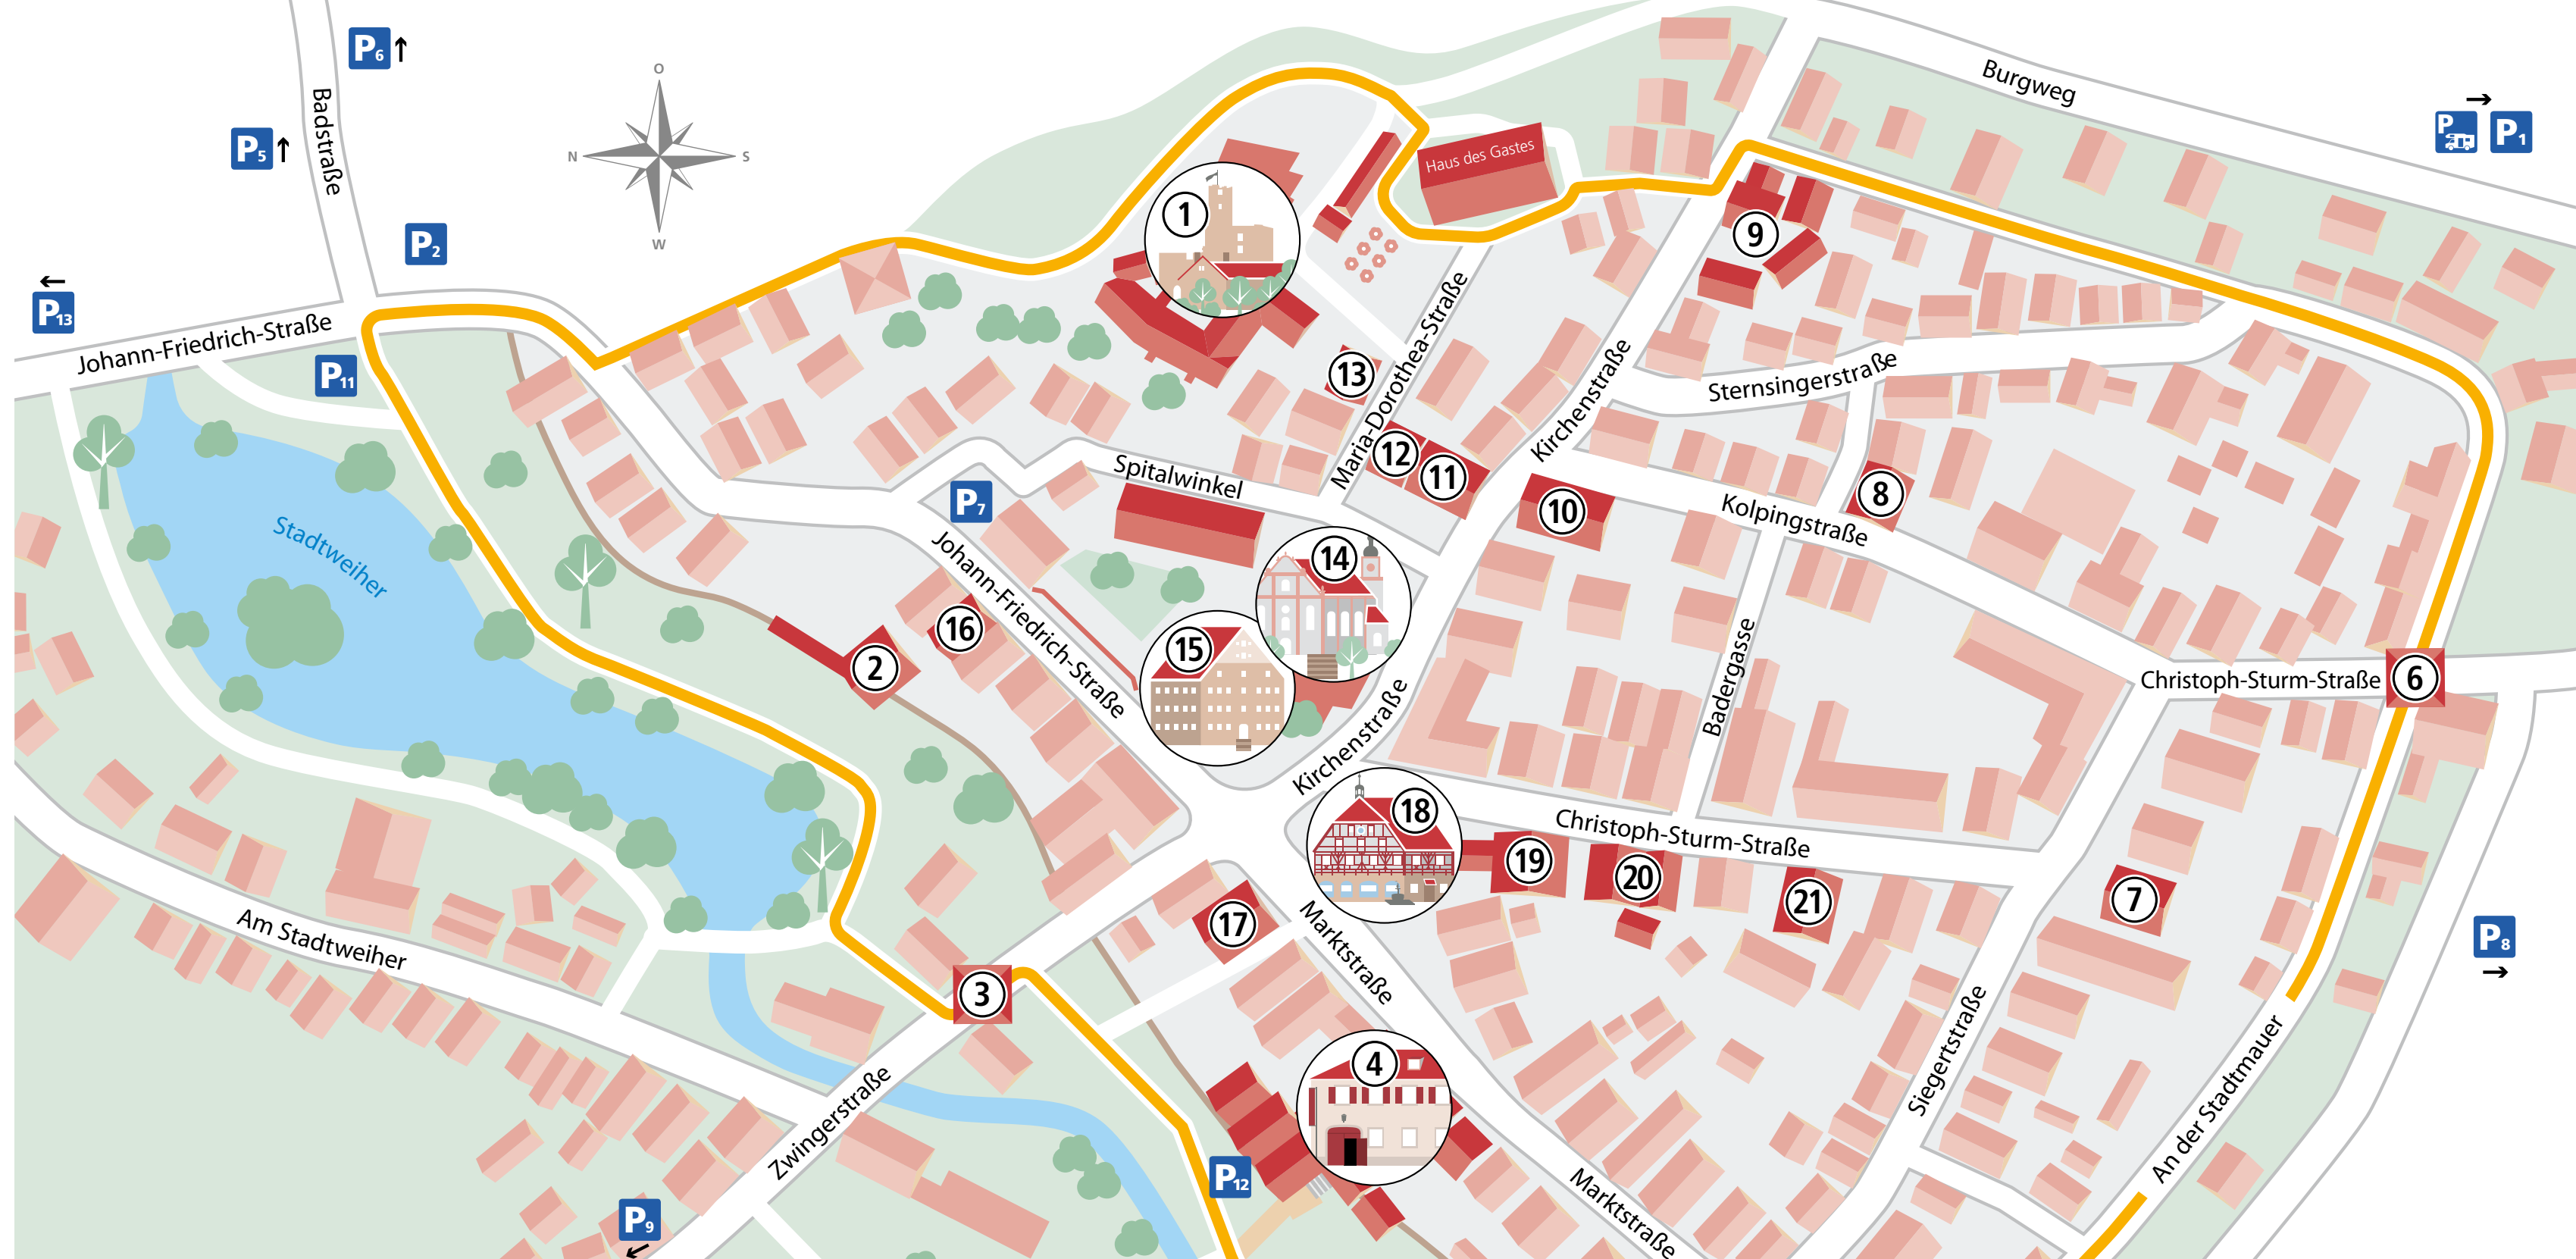 P6 ↑
Badstraße
P5 ↑
O
N
S
W
P2
← P13
Johann-Friedrich-Straße
P11
Burgweg
→
P
P1
Haus des Gastes
1
9
13
Maria-Dorothea-Straße
Kirchenstraße
Sternsingerstraße
12
11
10
8
Kolpingstraße
Spitalwinkel
P7
Stadtweiher
Johann-Friedrich-Straße
14
15
16
2
Badergasse
Christoph-Sturm-Straße
6
Kirchenstraße
18
Christoph-Sturm-Straße
19
20
21
7
17
Marktstraße
P8
→
Am Stadtweiher
3
4
Siegertstraße
An der Stadtmauer
Zwingerstraße
P12
Marktstraße
P9
←